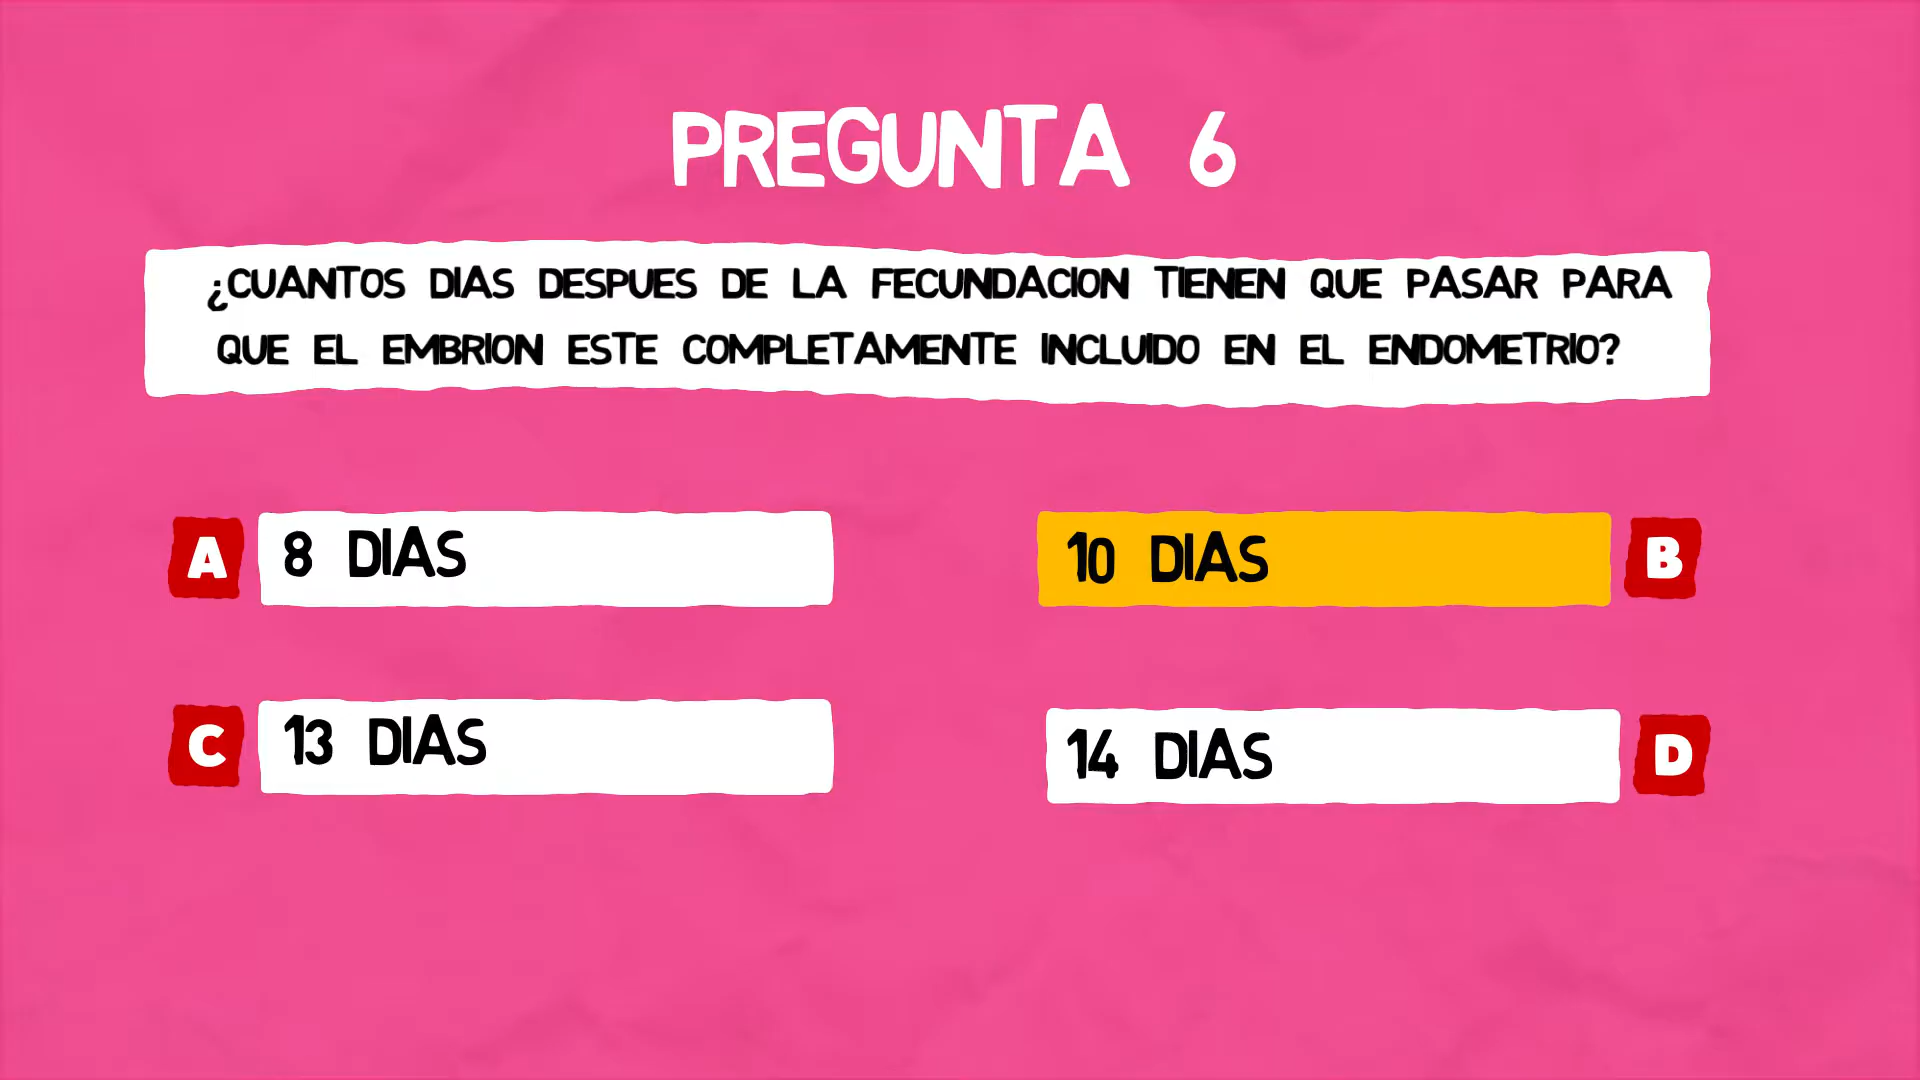 PREGUNTA 6
¿CUANTOS DIAS DESPUES DE LA FECUNDACION TIENEN QUE PASAR PARA
QUE EL EMBRION ESTE COMPLETAMENTE INCLUIDO EN EL ENDOMETRIO?
A 8 DIAS
10 DIAS B
C 13 DIAS
14 DIAS D